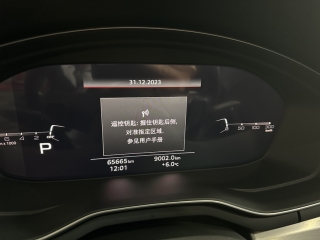 31.12.2023
遥控钥匙: 握住钥匙后侧,
对准指定区域.
参见用户手册
P
65665km
9002.0km
12:01
+6.0°C